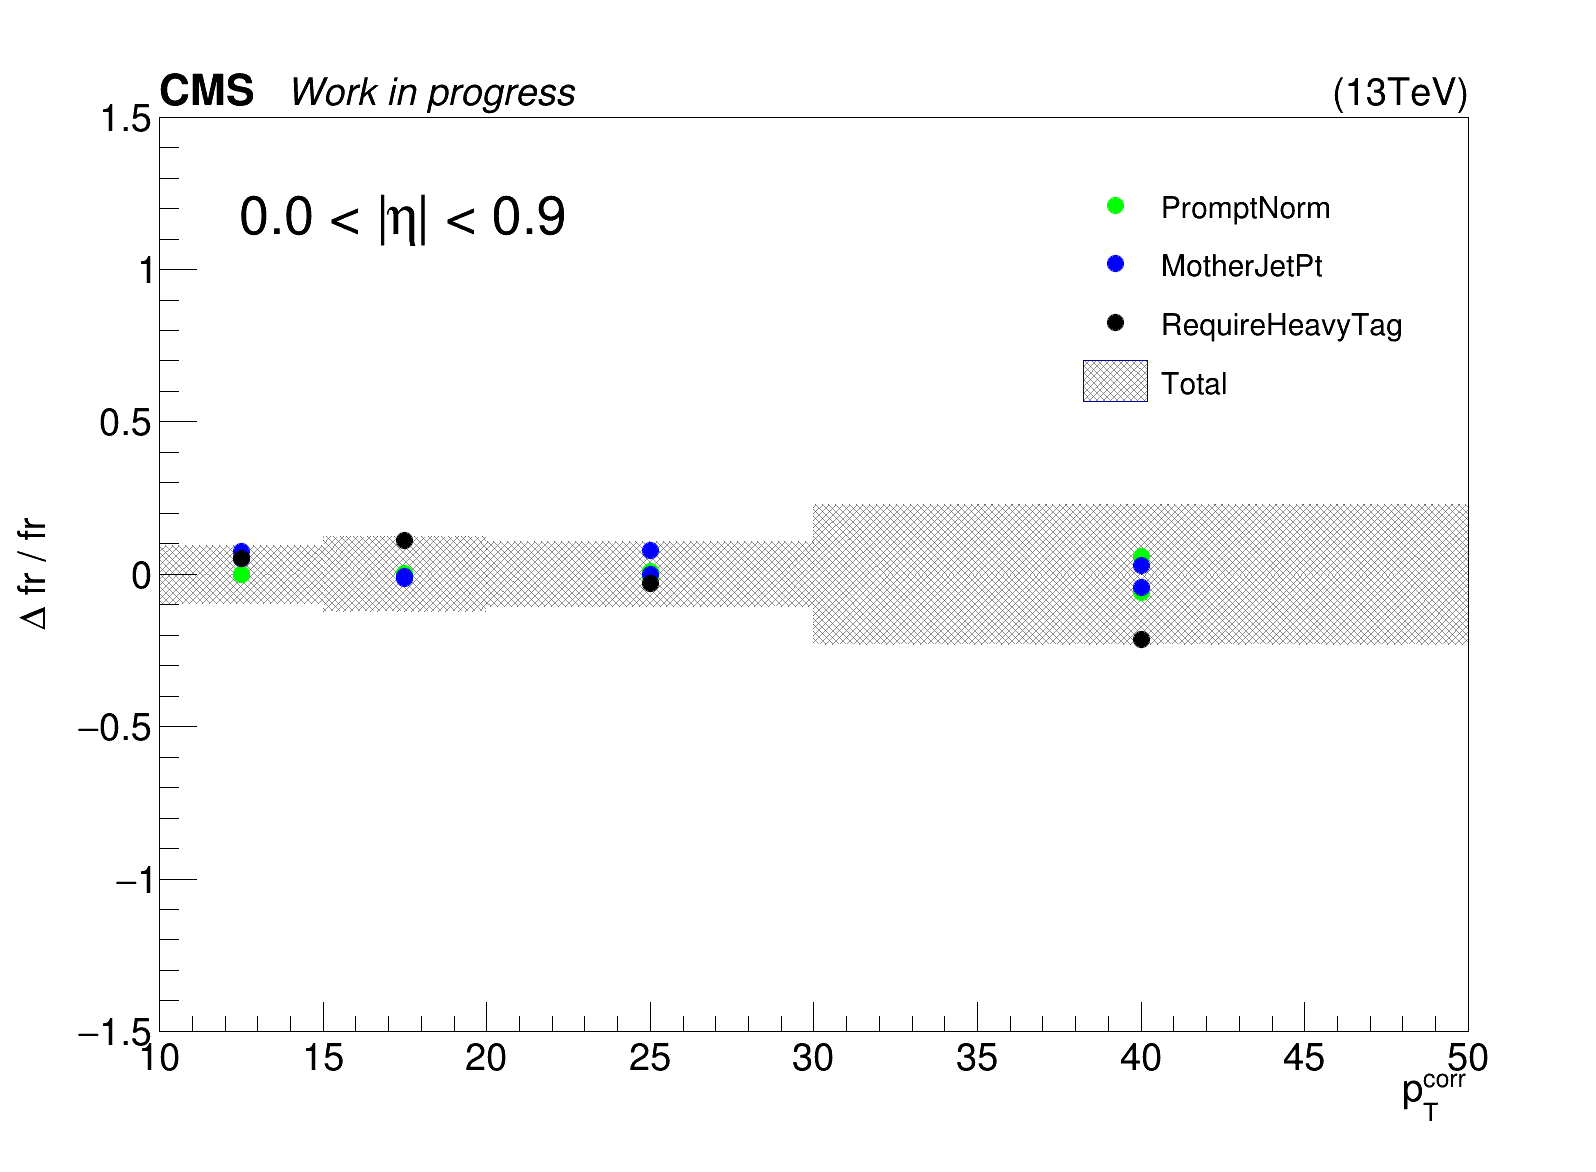 CMS Work in progress (13TeV)
0.0 < |η| < 0.9
PromptNorm
MotherJetPt
RequireHeavyTag
Total
Δ fr / fr
1.5
1
0.5
0
−0.5
−1
−1.5
10 15 20 25 30 35 40 45 50
p_T^corr